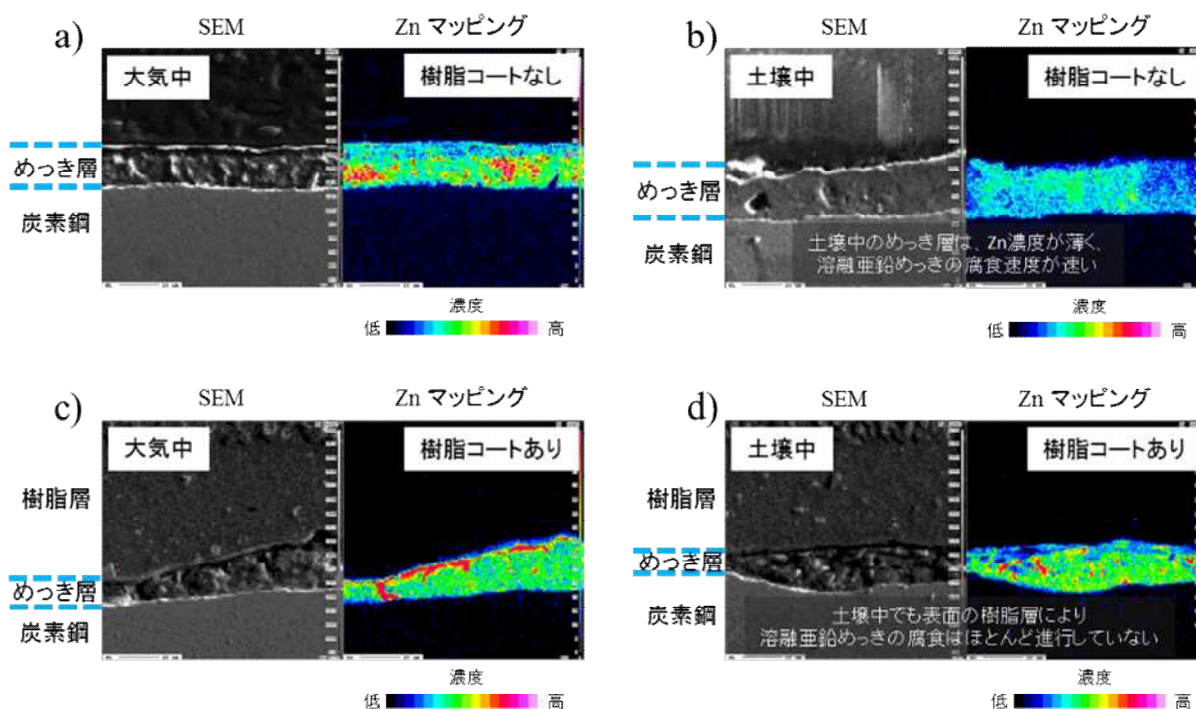 a)
SEM
Zn マッピング
大気中
樹脂コートなし
めっき層
炭素鋼
濃度
低
高
b)
SEM
Zn マッピング
土壌中
樹脂コートなし
めっき層
炭素鋼
土壌中のめっき層は、Zn濃度が薄く、
溶融亜鉛めっきの腐食速度が速い
濃度
低
高
c)
SEM
Zn マッピング
大気中
樹脂コートあり
樹脂層
めっき層
炭素鋼
濃度
低
高
d)
SEM
Zn マッピング
土壌中
樹脂コートあり
樹脂層
めっき層
炭素鋼
土壌中でも表面の樹脂層により
溶融亜鉛めっきの腐食はほとんど進行していない
濃度
低
高